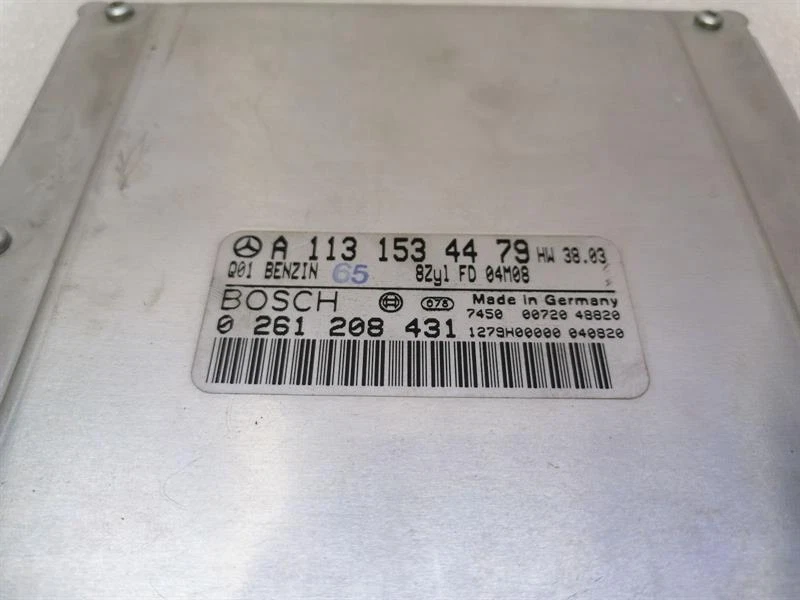 A 113 153 44 79 HW 38.03
Q01 BENZIN 65 8Zyl FD 04M08
BOSCH 078 Made in Germany
7450 00720 48820
0 261 208 431 1279H00000 040820